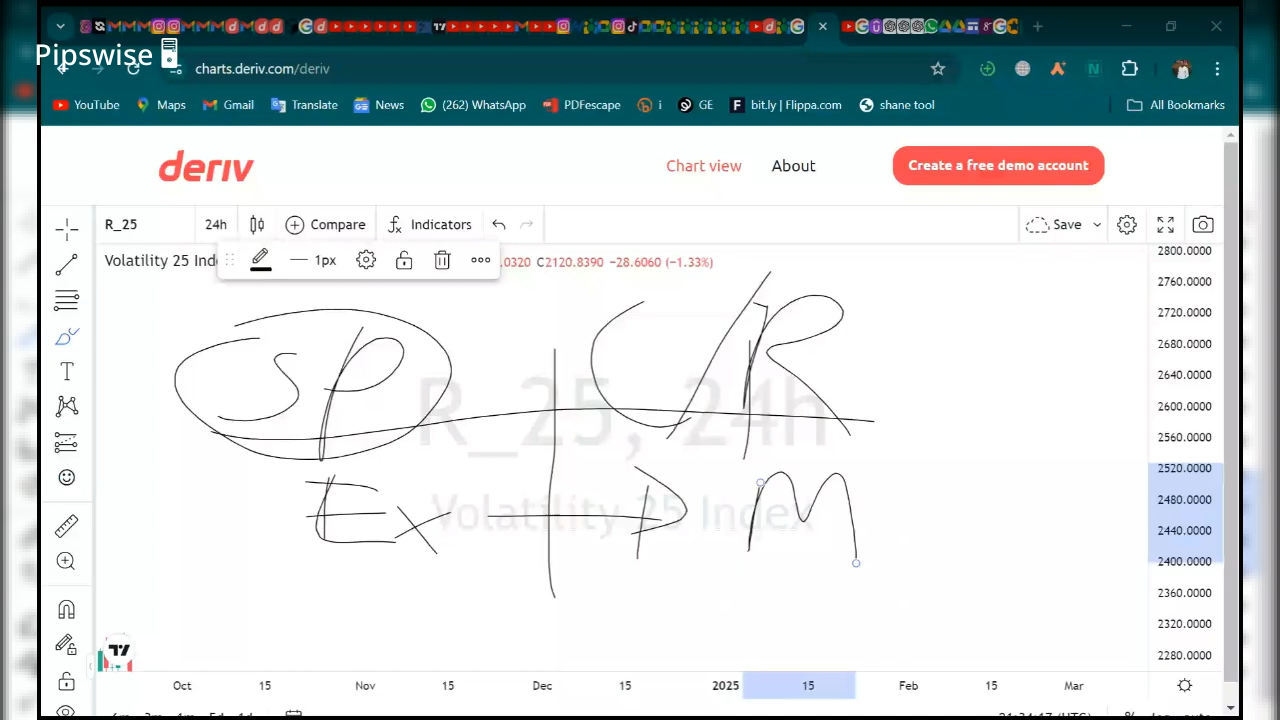 Pipswise
charts.deriv.com/deriv
YouTube Maps Gmail Translate News (262) WhatsApp PDFescape i GE bit.ly | Flippa.com shane tool All Bookmarks
deriv Chart view About Create a free demo account
R_25 24h Compare Indicators Save
Volatility 25 Inde 1px .0320 C2120.8390 −28.6060 (−1.33%)
2800.0000
2760.0000
2720.0000
2680.0000
2640.0000
2600.0000
2560.0000
2520.0000
2480.0000
2440.0000
2400.0000
2360.0000
2320.0000
2280.0000
SP C/R
R_25, 24h
Ex M
Volatility 25 Index
Oct 15 Nov 15 Dec 15 2025 15 Feb 15 Mar